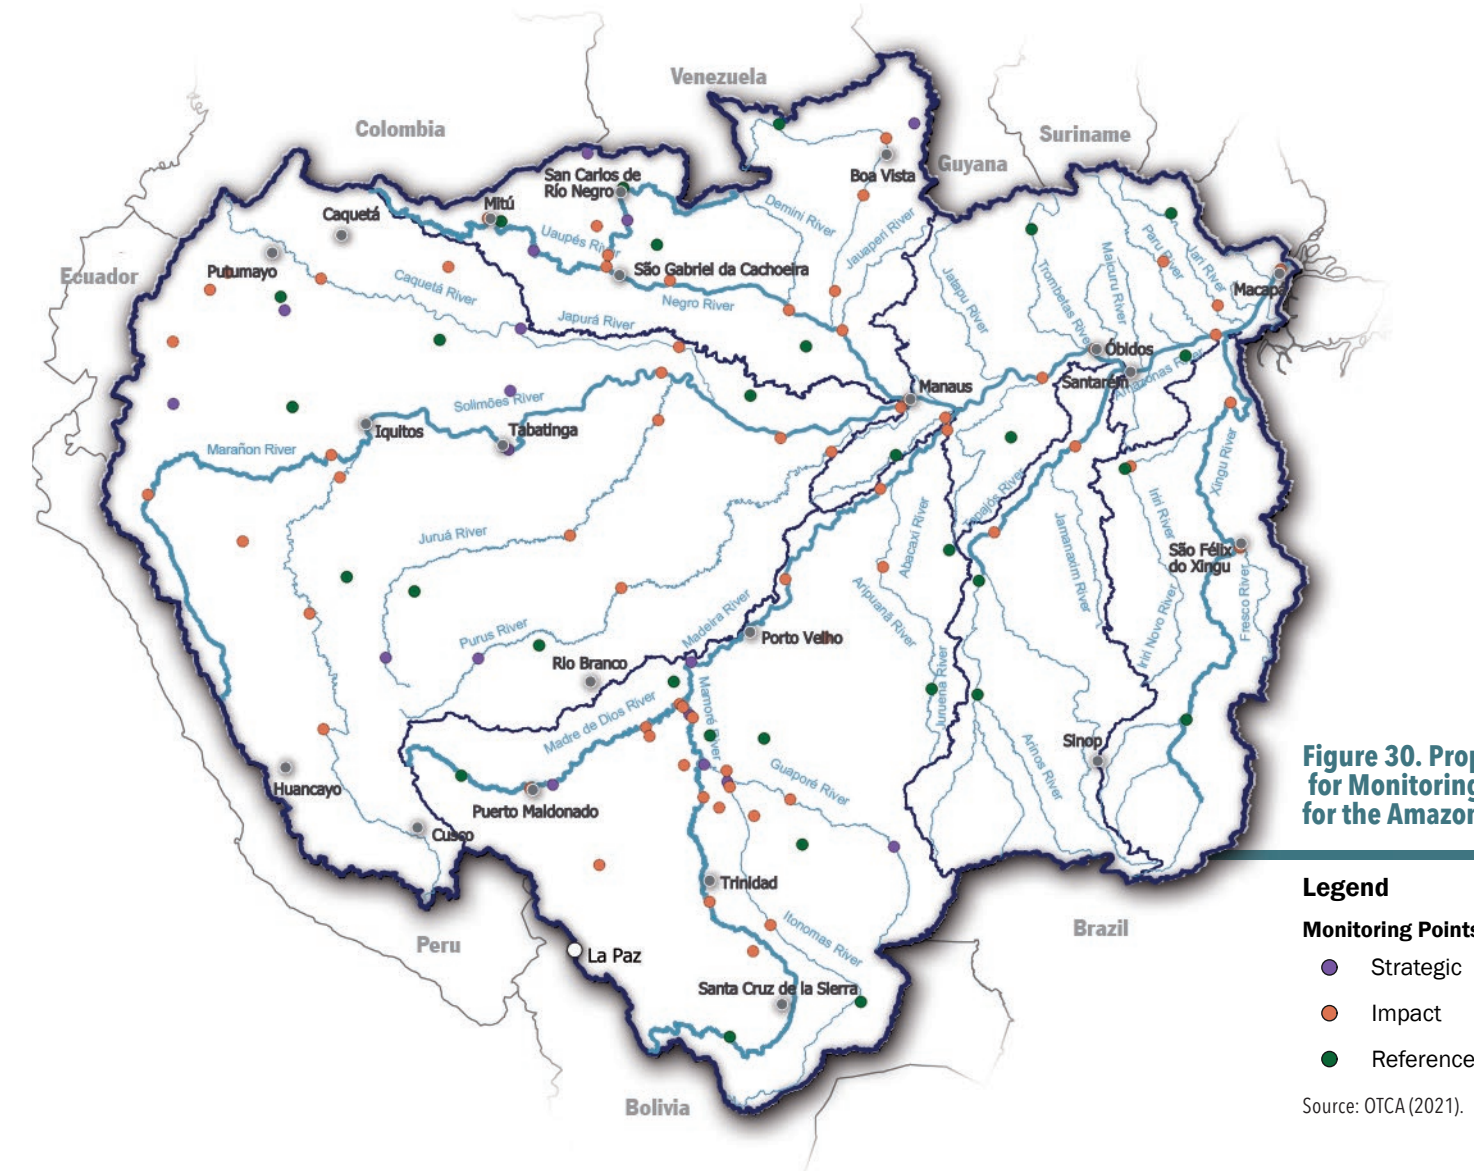 Venezuela
Colombia
Suriname
Guyana
San Carlos de
Río Negro
Boa Vista
Mitú
Caquetá
Demini River
Uaupés River
Jauaperi River
Peru River
Jari River
Ecuador
Putumayo
Caquetá River
São Gabriel da Cachoeira
Negro River
Jatapu River
Trombetas River
Maicuru River
Macapá
Japurá River
Óbidos
Manaus
Santarém
Amazonas River
Solimões River
Iquitos
Tabatinga
Marañon River
Xingu River
Tapajós River
Iriri River
Juruá River
Abacaxi River
Jamanaxim River
São Félix
do Xingu
Fresco River
Aripuanã River
Madeira River
Iriri Novo River
Purus River
Porto Velho
Rio Branco
Juruena River
Mamoré River
Madre de Dios River
Sinop
Arinos River
Guaporé River
Huancayo
Puerto Maldonado
Cusco
Trinidad
Itonomas River
Peru
Brazil
La Paz
Santa Cruz de la Sierra
Bolivia
Figure 30. Prop
for Monitoring
for the Amazon
Legend
Monitoring Points
Strategic
Impact
Reference
Source: OTCA (2021).